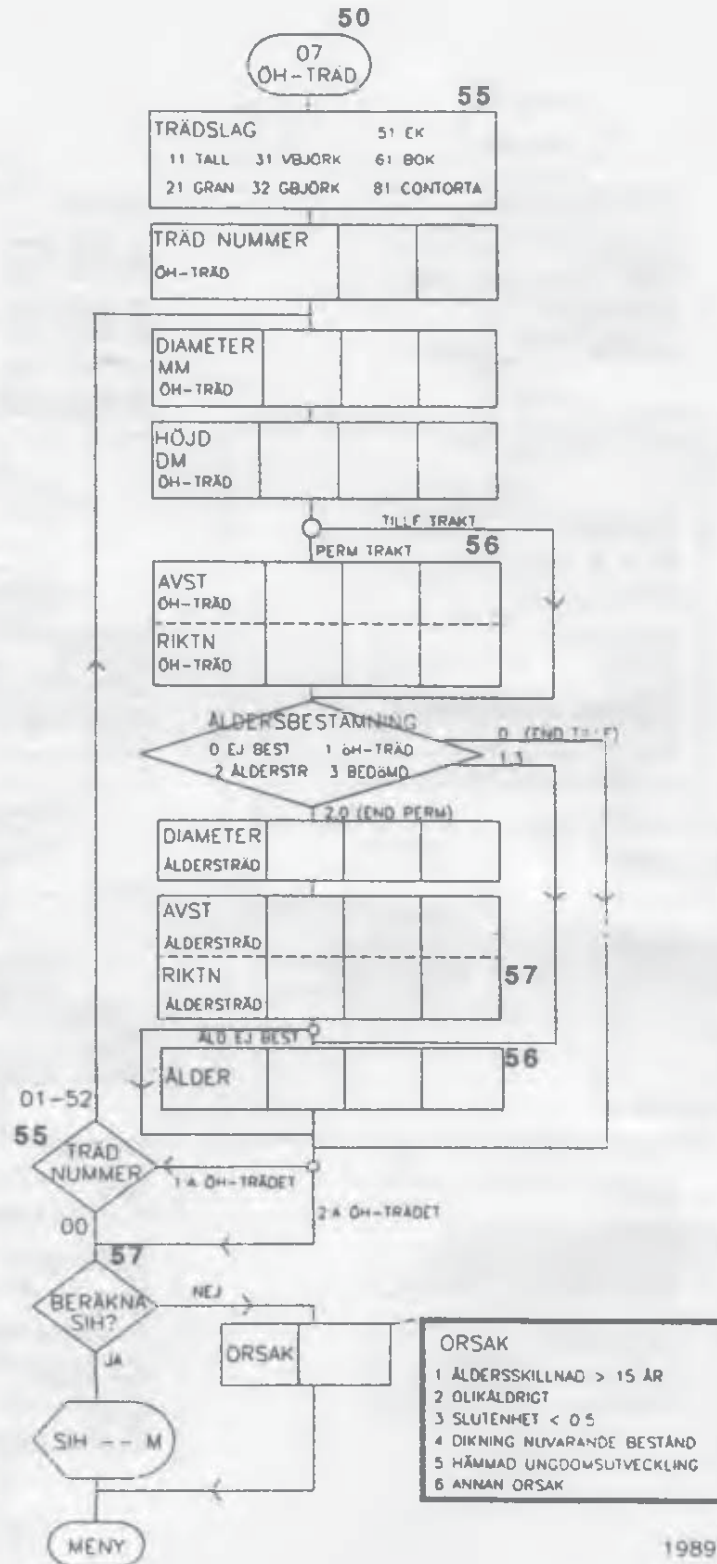 50
07
ÖH-TRÄD
55
TRÄDSLAG 51 EK
11 TALL 31 VBJÖRK 61 BOK
21 GRAN 32 GBJÖRK 81 CONTORTA
TRÄD NUMMER
ÖH-TRÄD
DIAMETER
MM
ÖH-TRÄD
HÖJD
DM
ÖH-TRÄD
TILLF TRAKT
PERM TRAKT
56
AVST
ÖH-TRÄD
RIKTN
ÖH-TRÄD
ÅLDERSBESTÄMNING
0 EJ BEST 1 ÖH-TRÄD
2 ÅLDERSTR 3 BEDÖMD
0 (END TILLF)
1,3
2,0 (END PERM)
DIAMETER
ÅLDERSTRÄD
AVST
ÅLDERSTRÄD
RIKTN
ÅLDERSTRÄD
57
ÅLD EJ BEST
56
ÅLDER
01-52
55
TRÄD
NUMMER
1:A ÖH-TRÄDET
2:A ÖH-TRÄDET
00
57
BERÄKNA
SIH?
NEJ
JA
ORSAK
SIH -- M
ORSAK
1 ÅLDERSSKILLNAD > 15 ÅR
2 OLIKÅLDRIGT
3 SLUTENHET < 0.5
4 DIKNING NUVARANDE BESTÅND
5 HÄMMAD UNGDOMSUTVECKLING
6 ANNAN ORSAK
MENY
1989